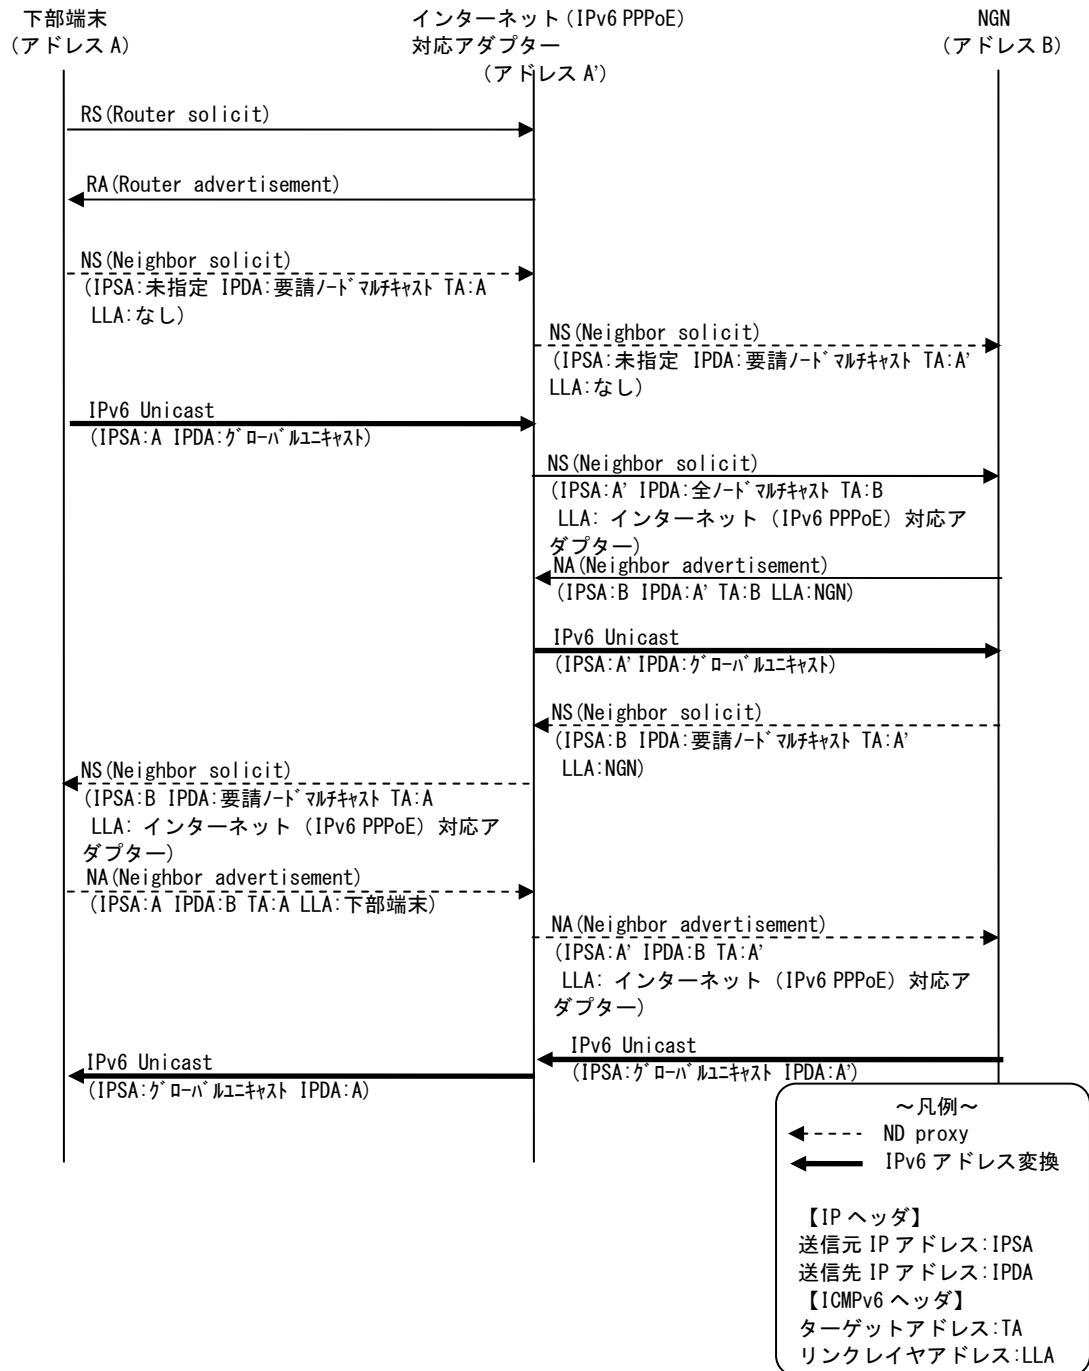 下部端末
(アドレス A)
インターネット(IPv6 PPPoE)
対応アダプター
(アドレス A')
NGN
(アドレス B)
RS(Router solicit)
RA(Router advertisement)
NS(Neighbor solicit)
(IPSA:未指定 IPDA:要請ﾉｰﾄﾞﾏﾙﾁｷｬｽﾄ TA:A
LLA:なし)
NS(Neighbor solicit)
(IPSA:未指定 IPDA:要請ﾉｰﾄﾞﾏﾙﾁｷｬｽﾄ TA:A'
LLA:なし)
IPv6 Unicast
(IPSA:A IPDA:ｸﾞﾛｰﾊﾞﾙﾕﾆｷｬｽﾄ)
NS(Neighbor solicit)
(IPSA:A' IPDA:全ﾉｰﾄﾞﾏﾙﾁｷｬｽﾄ TA:B
LLA: インターネット (IPv6 PPPoE) 対応ア
ダプター)
NA(Neighbor advertisement)
(IPSA:B IPDA:A' TA:B LLA:NGN)
IPv6 Unicast
(IPSA:A' IPDA:ｸﾞﾛｰﾊﾞﾙﾕﾆｷｬｽﾄ)
NS(Neighbor solicit)
(IPSA:B IPDA:要請ﾉｰﾄﾞﾏﾙﾁｷｬｽﾄ TA:A'
LLA:NGN)
NS(Neighbor solicit)
(IPSA:B IPDA:要請ﾉｰﾄﾞﾏﾙﾁｷｬｽﾄ TA:A
LLA: インターネット (IPv6 PPPoE) 対応ア
ダプター)
NA(Neighbor advertisement)
(IPSA:A IPDA:B TA:A LLA:下部端末)
NA(Neighbor advertisement)
(IPSA:A' IPDA:B TA:A'
LLA: インターネット (IPv6 PPPoE) 対応ア
ダプター)
IPv6 Unicast
(IPSA:ｸﾞﾛｰﾊﾞﾙﾕﾆｷｬｽﾄ IPDA:A')
IPv6 Unicast
(IPSA:ｸﾞﾛｰﾊﾞﾙﾕﾆｷｬｽﾄ IPDA:A)
～凡例～
ND proxy
IPv6 アドレス変換
【IP ヘッダ】
送信元 IP アドレス:IPSA
送信先 IP アドレス:IPDA
【ICMPv6 ヘッダ】
ターゲットアドレス:TA
リンクレイヤアドレス:LLA